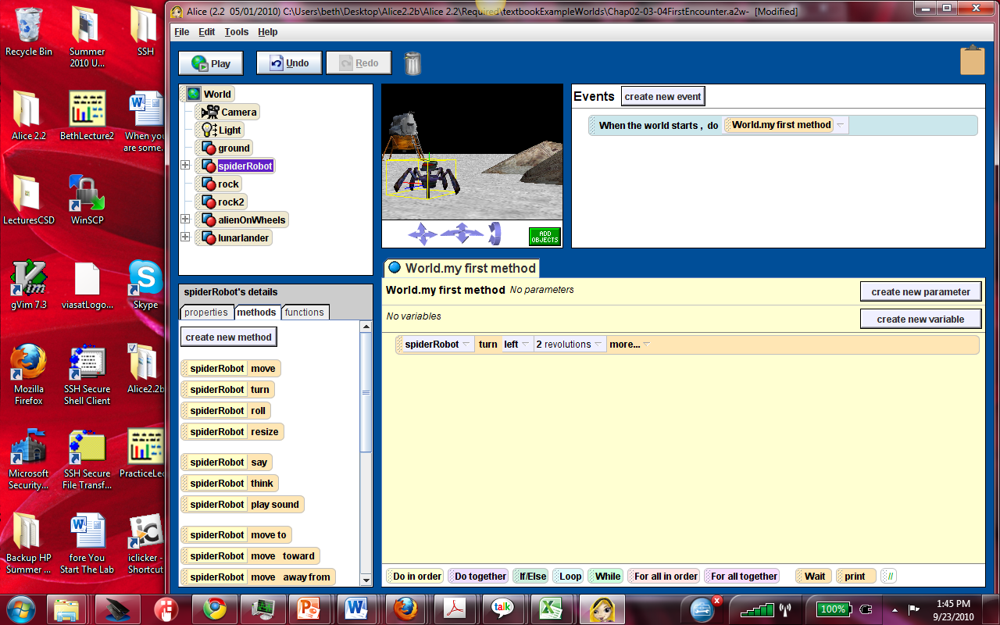 Alice (2.2 05/01/2010) C:\Users\beth\Desktop\Alice2.2b\Alice 2.2\Required\textbookExampleWorlds\Chap02-03-04FirstEncounter.a2w- [Modified]
File Edit Tools Help
Play Undo Redo
World
Camera
Light
ground
spiderRobot
rock
rock2
alienOnWheels
lunarlander
ADD
OBJECTS
Events create new event
When the world starts , do World.my first method
spiderRobot's details
properties methods functions
create new method
spiderRobot move
spiderRobot turn
spiderRobot roll
spiderRobot resize
spiderRobot say
spiderRobot think
spiderRobot play sound
spiderRobot move to
spiderRobot move toward
spiderRobot move away from
World.my first method
World.my first method No parameters create new parameter
No variables create new variable
spiderRobot turn left 2 revolutions more...
Do in order Do together If/Else Loop While For all in order For all together Wait print //
Recycle Bin
Summer
2010 U...
SSH
Alice 2.2
BethLecture2
When you
are some...
LecturesCSD
WinSCP
gVim 7.3
viasatLogo...
Skype
Mozilla
Firefox
SSH Secure
Shell Client
Alice2.2b
Microsoft
Security...
SSH Secure
File Transf...
PracticeLec
Backup HP
Summer ...
fore You
Start The Lab
iclicker -
Shortcut
talk
100%
1:45 PM
9/23/2010